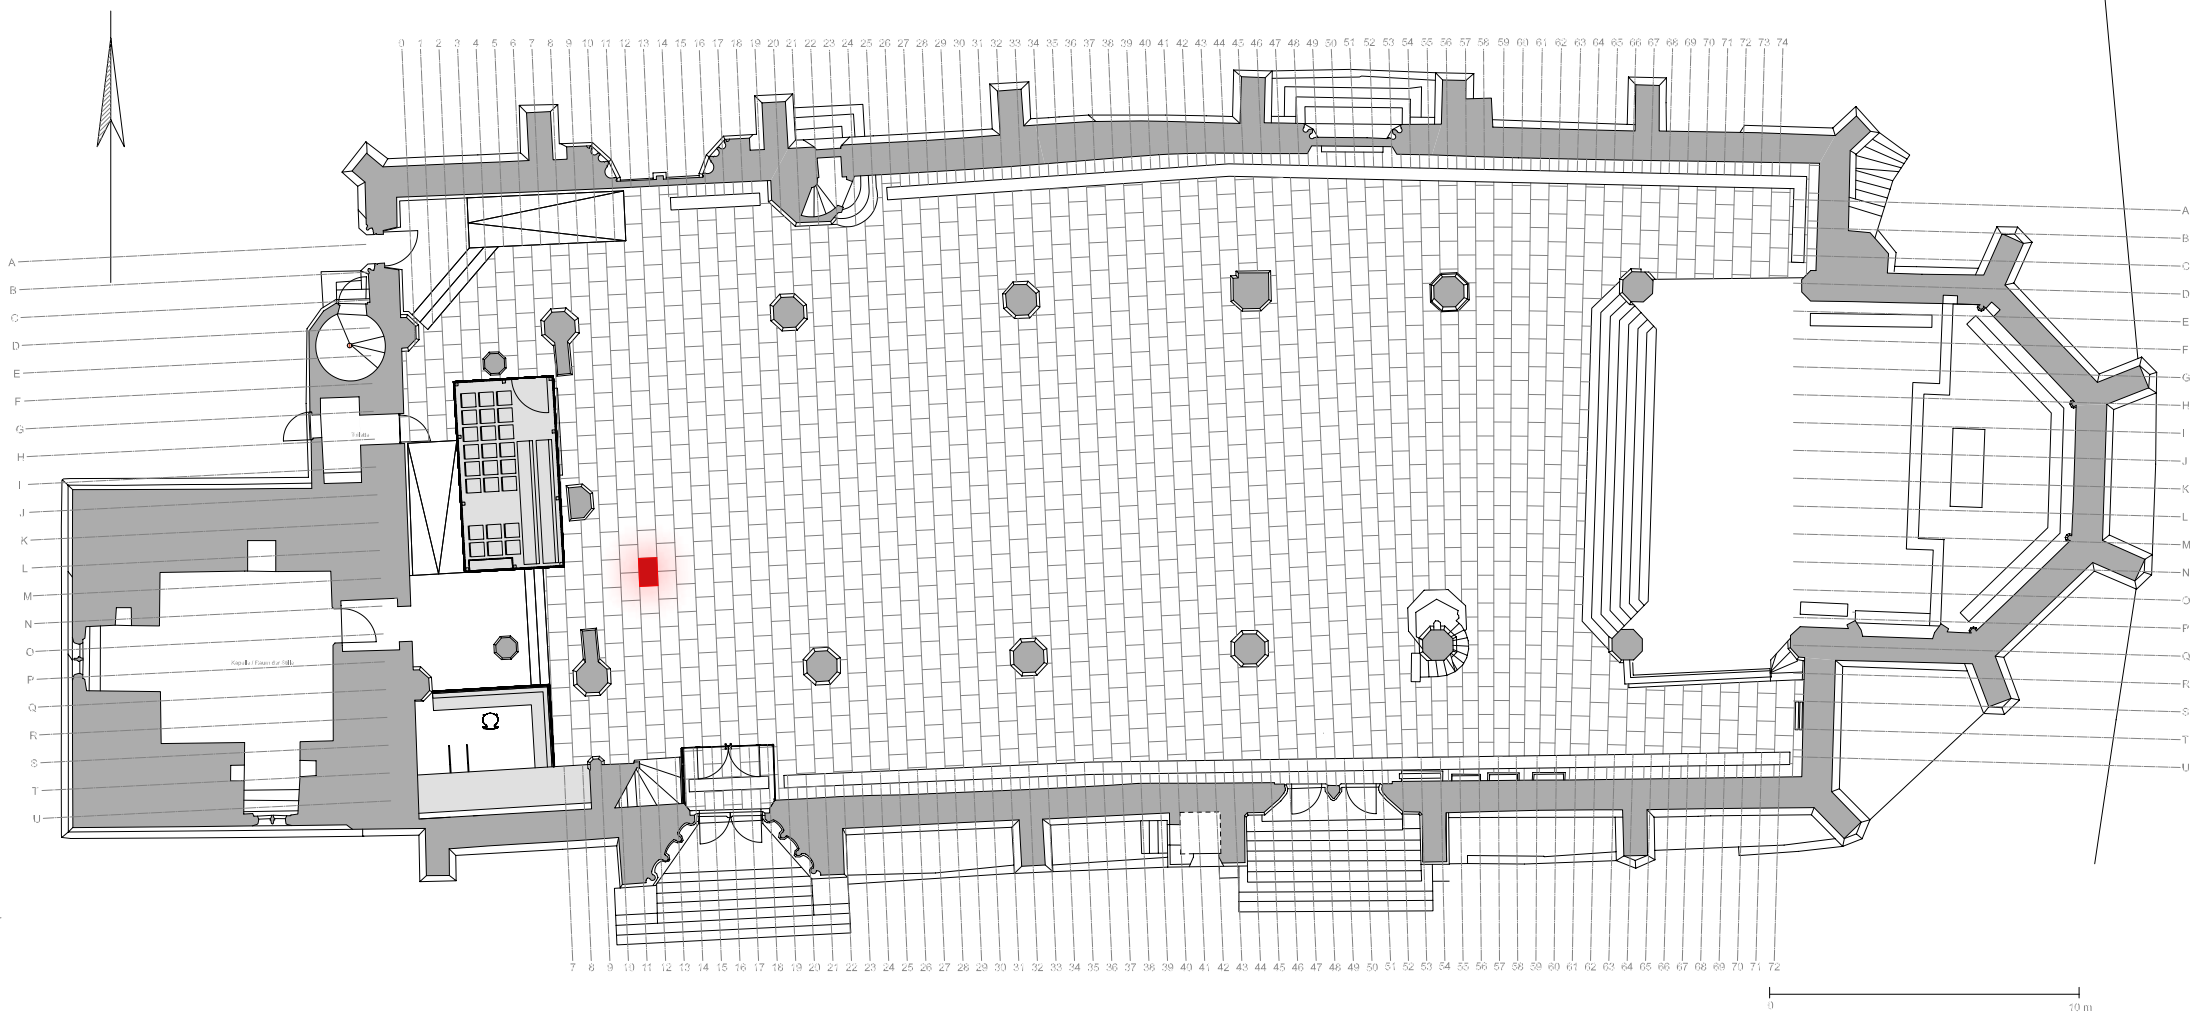 0 1 2 3 4 5 6 7 8 9 10 11 12 13 14 15 16 17 18 19 20 21 22 23 24 25 26 27 28 29 30 31 32 33 34 35 36 37 38 39 40 41 42 43 44 45 46 47 48 49 50 51 52 53 54 55 56 57 58 59 60 61 62 63 64 65 66 67 68 69 70 71 72 73 74
A
B
C
D
E
F
G
H
I
J
K
L
M
N
O
P
Q
R
S
T
U
A
B
C
D
E
F
G
H
I
J
K
L
M
N
O
P
Q
R
S
T
U
7 8 9 10 11 12 13 14 15 16 17 18 19 20 21 22 23 24 25 26 27 28 29 30 31 32 33 34 35 36 37 38 39 40 41 42 43 44 45 46 47 48 49 50 51 52 53 54 55 56 57 58 59 60 61 62 63 64 65 66 67 68 69 70 71 72
0 10 m